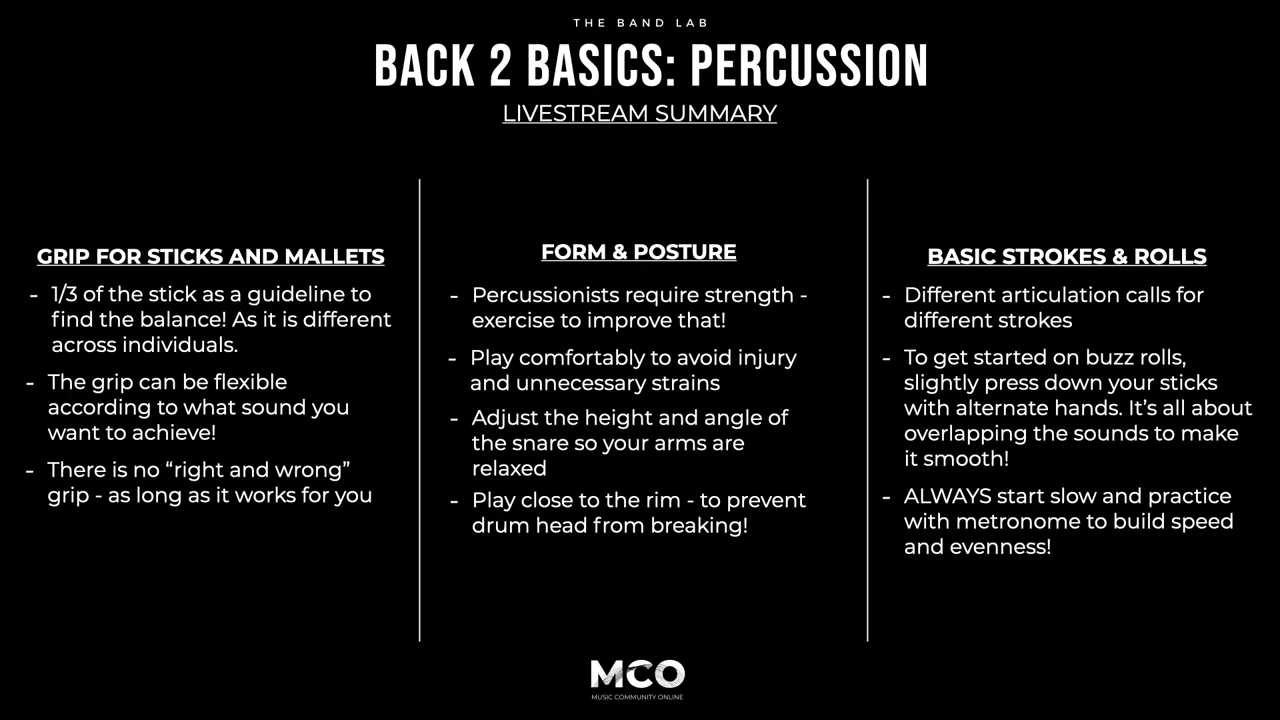 THE BAND LAB
BACK 2 BASICS: PERCUSSION
LIVESTREAM SUMMARY
GRIP FOR STICKS AND MALLETS
- 1/3 of the stick as a guideline to
find the balance! As it is different
across individuals.
- The grip can be flexible
according to what sound you
want to achieve!
- There is no “right and wrong”
grip - as long as it works for you
FORM & POSTURE
- Percussionists require strength -
exercise to improve that!
- Play comfortably to avoid injury
and unnecessary strains
- Adjust the height and angle of
the snare so your arms are
relaxed
- Play close to the rim - to prevent
drum head from breaking!
BASIC STROKES & ROLLS
- Different articulation calls for
different strokes
- To get started on buzz rolls,
slightly press down your sticks
with alternate hands. It’s all about
overlapping the sounds to make
it smooth!
- ALWAYS start slow and practice
with metronome to build speed
and evenness!
MCO
MUSIC COMMUNITY ONLINE